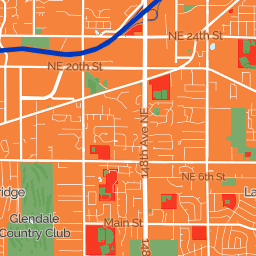 NE 24th St
NE 20th St
148th Ave NE
NE 6th St
ridge
La
Glendale
Country Club
Main St
148